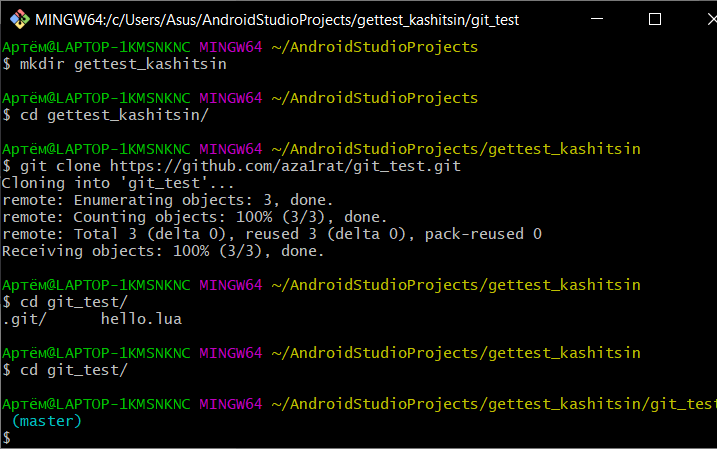 MINGW64:/c/Users/Asus/AndroidStudioProjects/gettest_kashitsin/git_test
Артём@LAPTOP-1KMSNKNC MINGW64 ~/AndroidStudioProjects
$ mkdir gettest_kashitsin
Артём@LAPTOP-1KMSNKNC MINGW64 ~/AndroidStudioProjects
$ cd gettest_kashitsin/
Артём@LAPTOP-1KMSNKNC MINGW64 ~/AndroidStudioProjects/gettest_kashitsin
$ git clone https://github.com/aza1rat/git_test.git
Cloning into 'git_test'...
remote: Enumerating objects: 3, done.
remote: Counting objects: 100% (3/3), done.
remote: Total 3 (delta 0), reused 3 (delta 0), pack-reused 0
Receiving objects: 100% (3/3), done.
Артём@LAPTOP-1KMSNKNC MINGW64 ~/AndroidStudioProjects/gettest_kashitsin
$ cd git_test/
.git/      hello.lua
Артём@LAPTOP-1KMSNKNC MINGW64 ~/AndroidStudioProjects/gettest_kashitsin
$ cd git_test/
Артём@LAPTOP-1KMSNKNC MINGW64 ~/AndroidStudioProjects/gettest_kashitsin/git_test
(master)
$